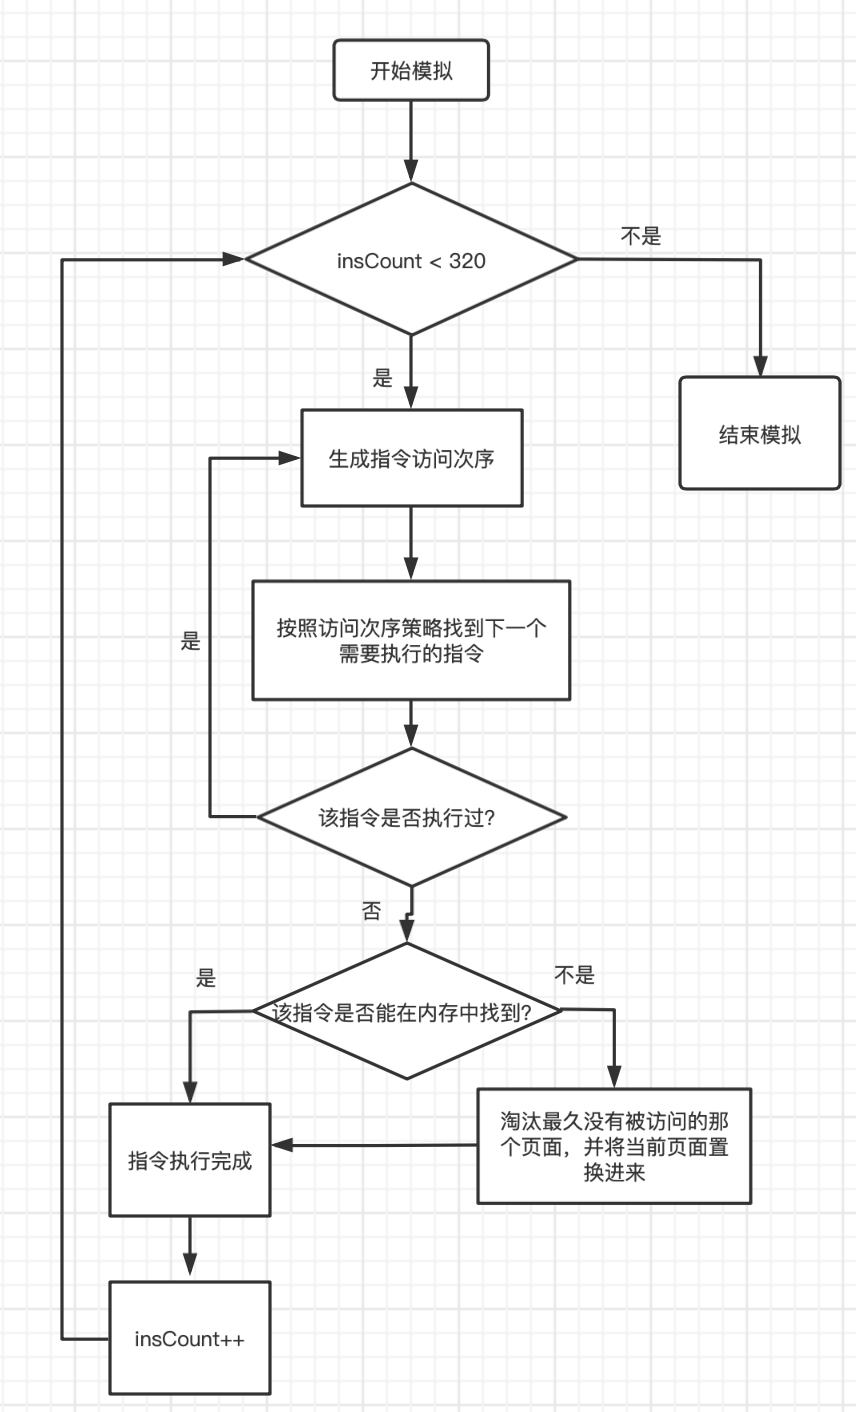 开始模拟
insCount < 320
不是
是
结束模拟
生成指令访问次序
按照访问次序策略找到下一个
需要执行的指令
是
该指令是否执行过?
否
是
不是
该指令是否能在内存中找到?
淘汰最久没有被访问的那
个页面，并将当前页面置
换进来
指令执行完成
insCount++